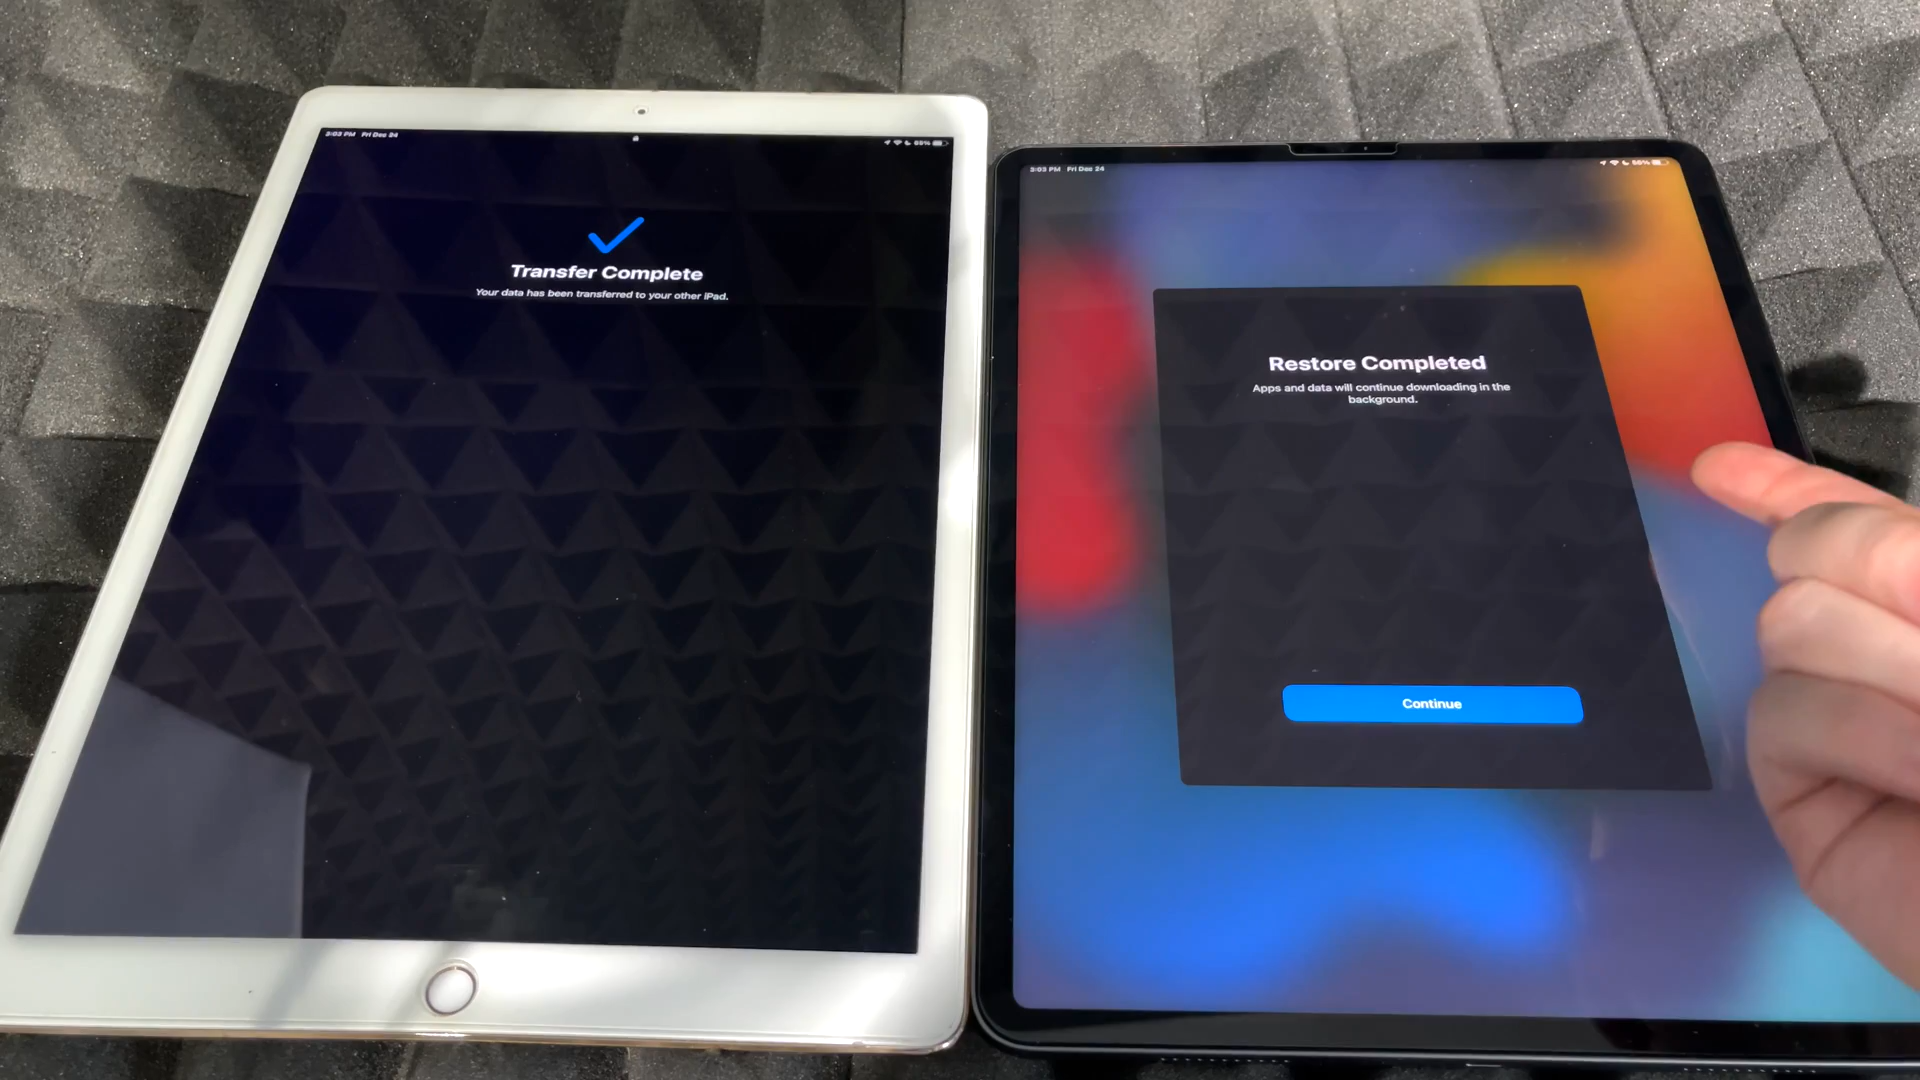 3:03 PM Fri Dec 24
Transfer Complete
Your data has been transferred to your other iPad.
3:03 PM Fri Dec 24
Restore Completed
Apps and data will continue downloading in the
background.
Continue